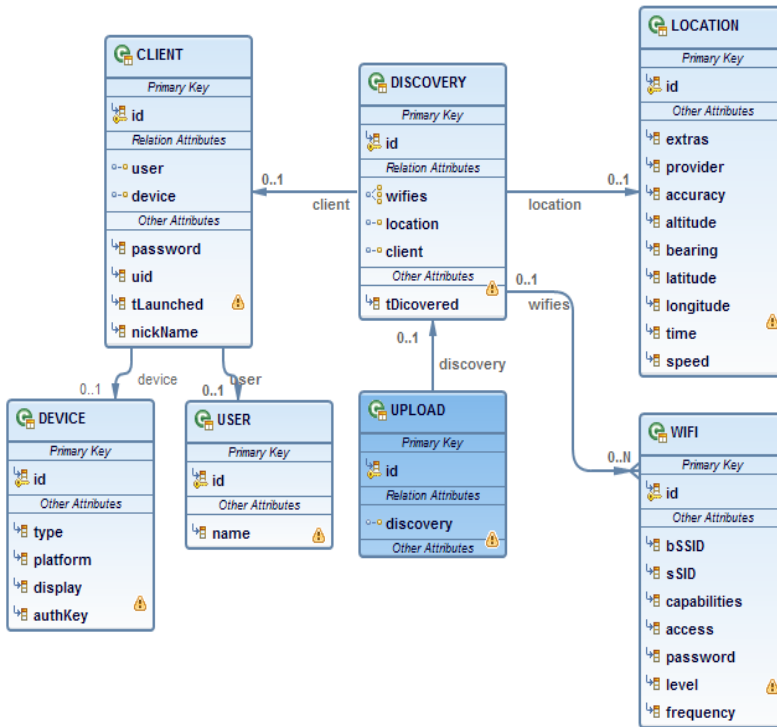 CLIENT
Primary Key
id
Relation Attributes
user
device
Other Attributes
password
uid
tLaunched
nickName
DISCOVERY
Primary Key
id
Relation Attributes
wifies
location
client
Other Attributes
tDicovered
LOCATION
Primary Key
id
Other Attributes
extras
provider
accuracy
altitude
bearing
latitude
longitude
time
speed
0..1
client
0..1
location
0..1
wifies
0..1
discovery
0..N
device
0..1
user
0..1
DEVICE
Primary Key
id
Other Attributes
type
platform
display
authKey
USER
Primary Key
id
Other Attributes
name
UPLOAD
Primary Key
id
Relation Attributes
discovery
Other Attributes
WIFI
Primary Key
id
Other Attributes
bSSID
sSID
capabilities
access
password
level
frequency